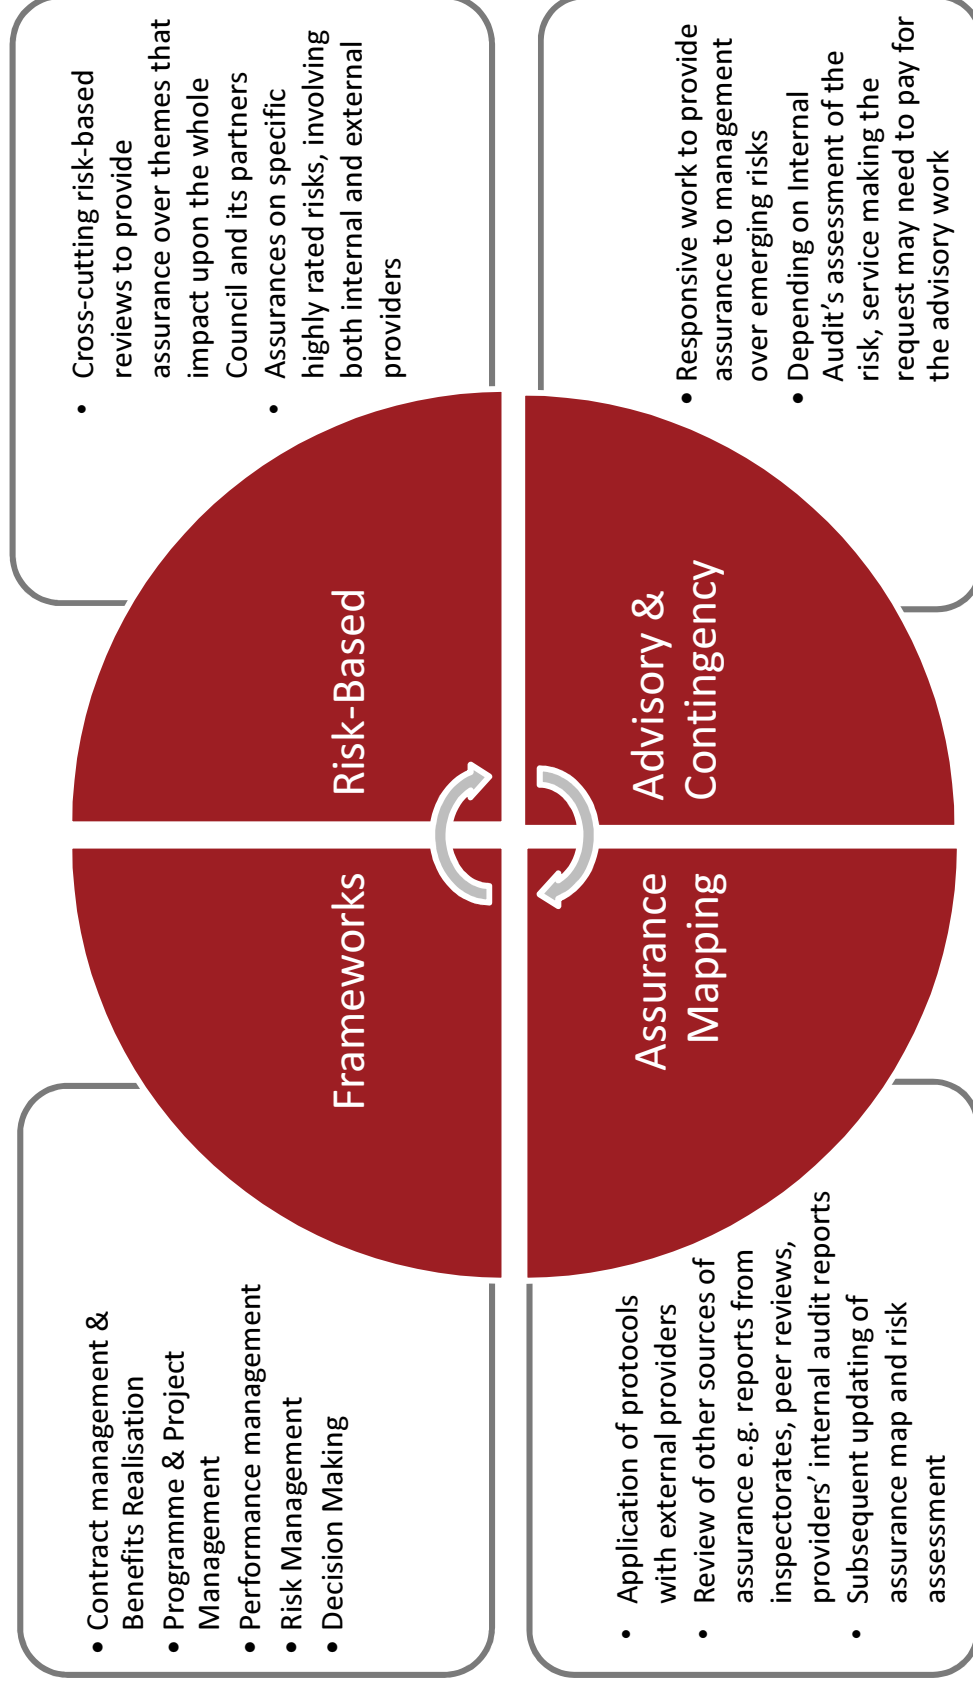 • Contract management &
Benefits Realisation
• Programme & Project
Management
• Performance management
• Risk Management
• Decision Making
Frameworks
Risk-Based
• Cross-cutting risk-based
reviews to provide
assurance over themes that
impact upon the whole
Council and its partners
• Assurances on specific
highly rated risks, involving
both internal and external
providers
• Application of protocols
with external providers
• Review of other sources of
assurance e.g. reports from
inspectorates, peer reviews,
providers’ internal audit reports
• Subsequent updating of
assurance map and risk
assessment
Assurance
Mapping
Advisory &
Contingency
• Responsive work to provide
assurance to management
over emerging risks
• Depending on Internal
Audit’s assessment of the
risk, service making the
request may need to pay for
the advisory work